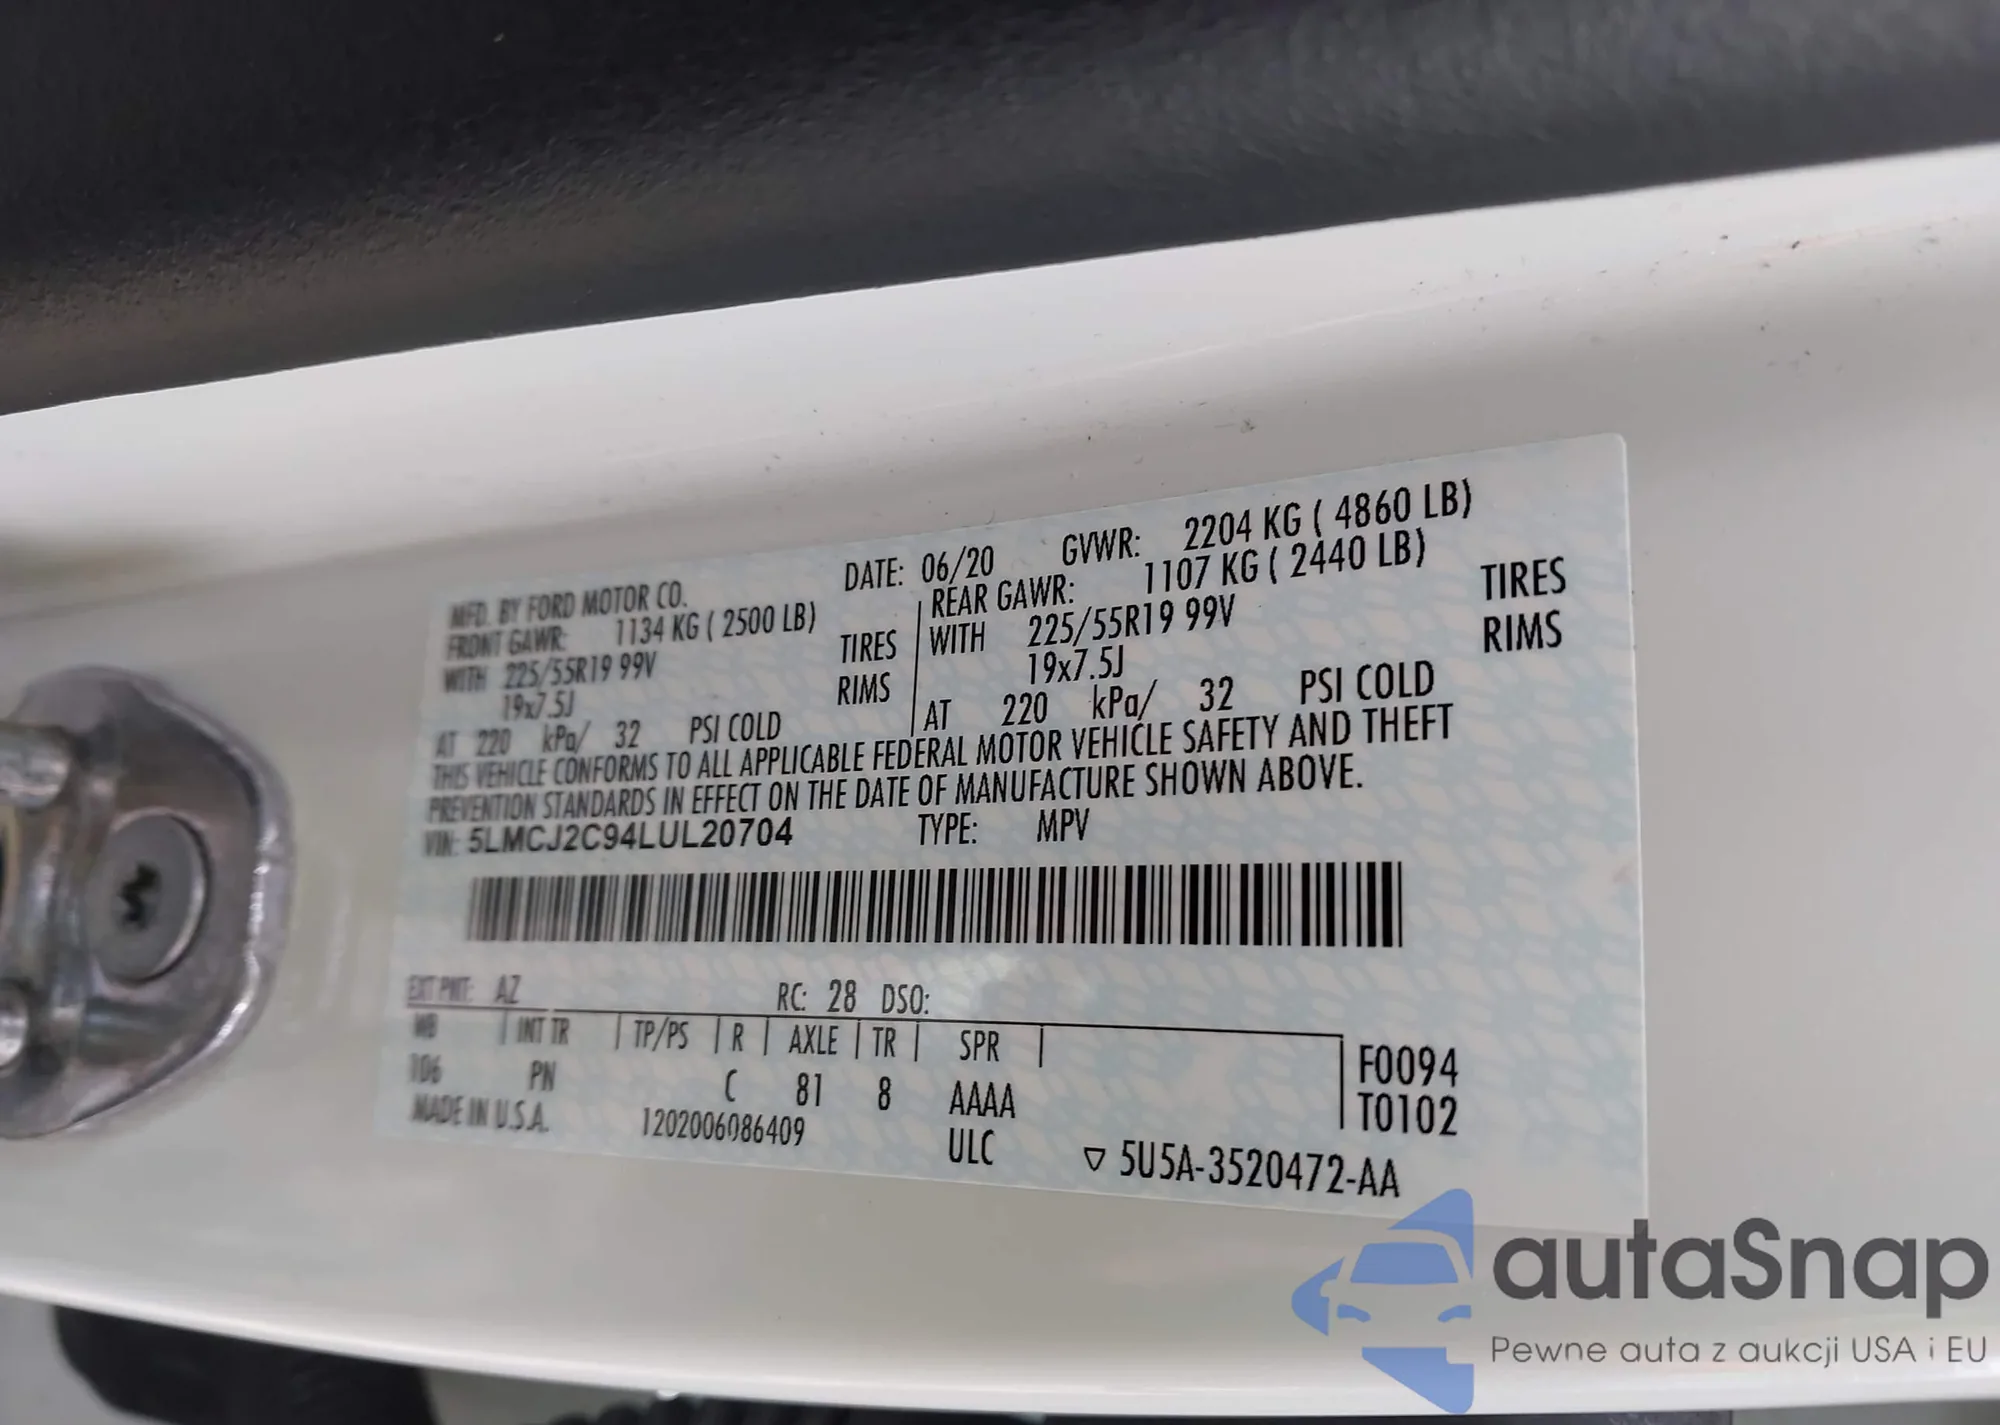 MFD. BY FORD MOTOR CO. DATE: 06/20 GVWR: 2204 KG ( 4860 LB)
FRONT GAWR: 1134 KG ( 2500 LB) REAR GAWR: 1107 KG ( 2440 LB)
WITH 225/55R19 99V TIRES WITH 225/55R19 99V TIRES
19x7.5J RIMS 19x7.5J RIMS
AT 220 kPa/ 32 PSI COLD AT 220 kPa/ 32 PSI COLD
THIS VEHICLE CONFORMS TO ALL APPLICABLE FEDERAL MOTOR VEHICLE SAFETY AND THEFT
PREVENTION STANDARDS IN EFFECT ON THE DATE OF MANUFACTURE SHOWN ABOVE.
VIN: 5LMCJ2C94LUL20704 TYPE: MPV
EXT PNT: AZ RC: 28 DSO:
WB INT TR TP/PS R AXLE TR SPR F0094
106 PN C 81 8 AAAA T0102
MADE IN U.S.A. 1202006086409 ULC ▽ 5U5A-3520472-AA
autaSnap
Pewne auta z aukcji USA i EU